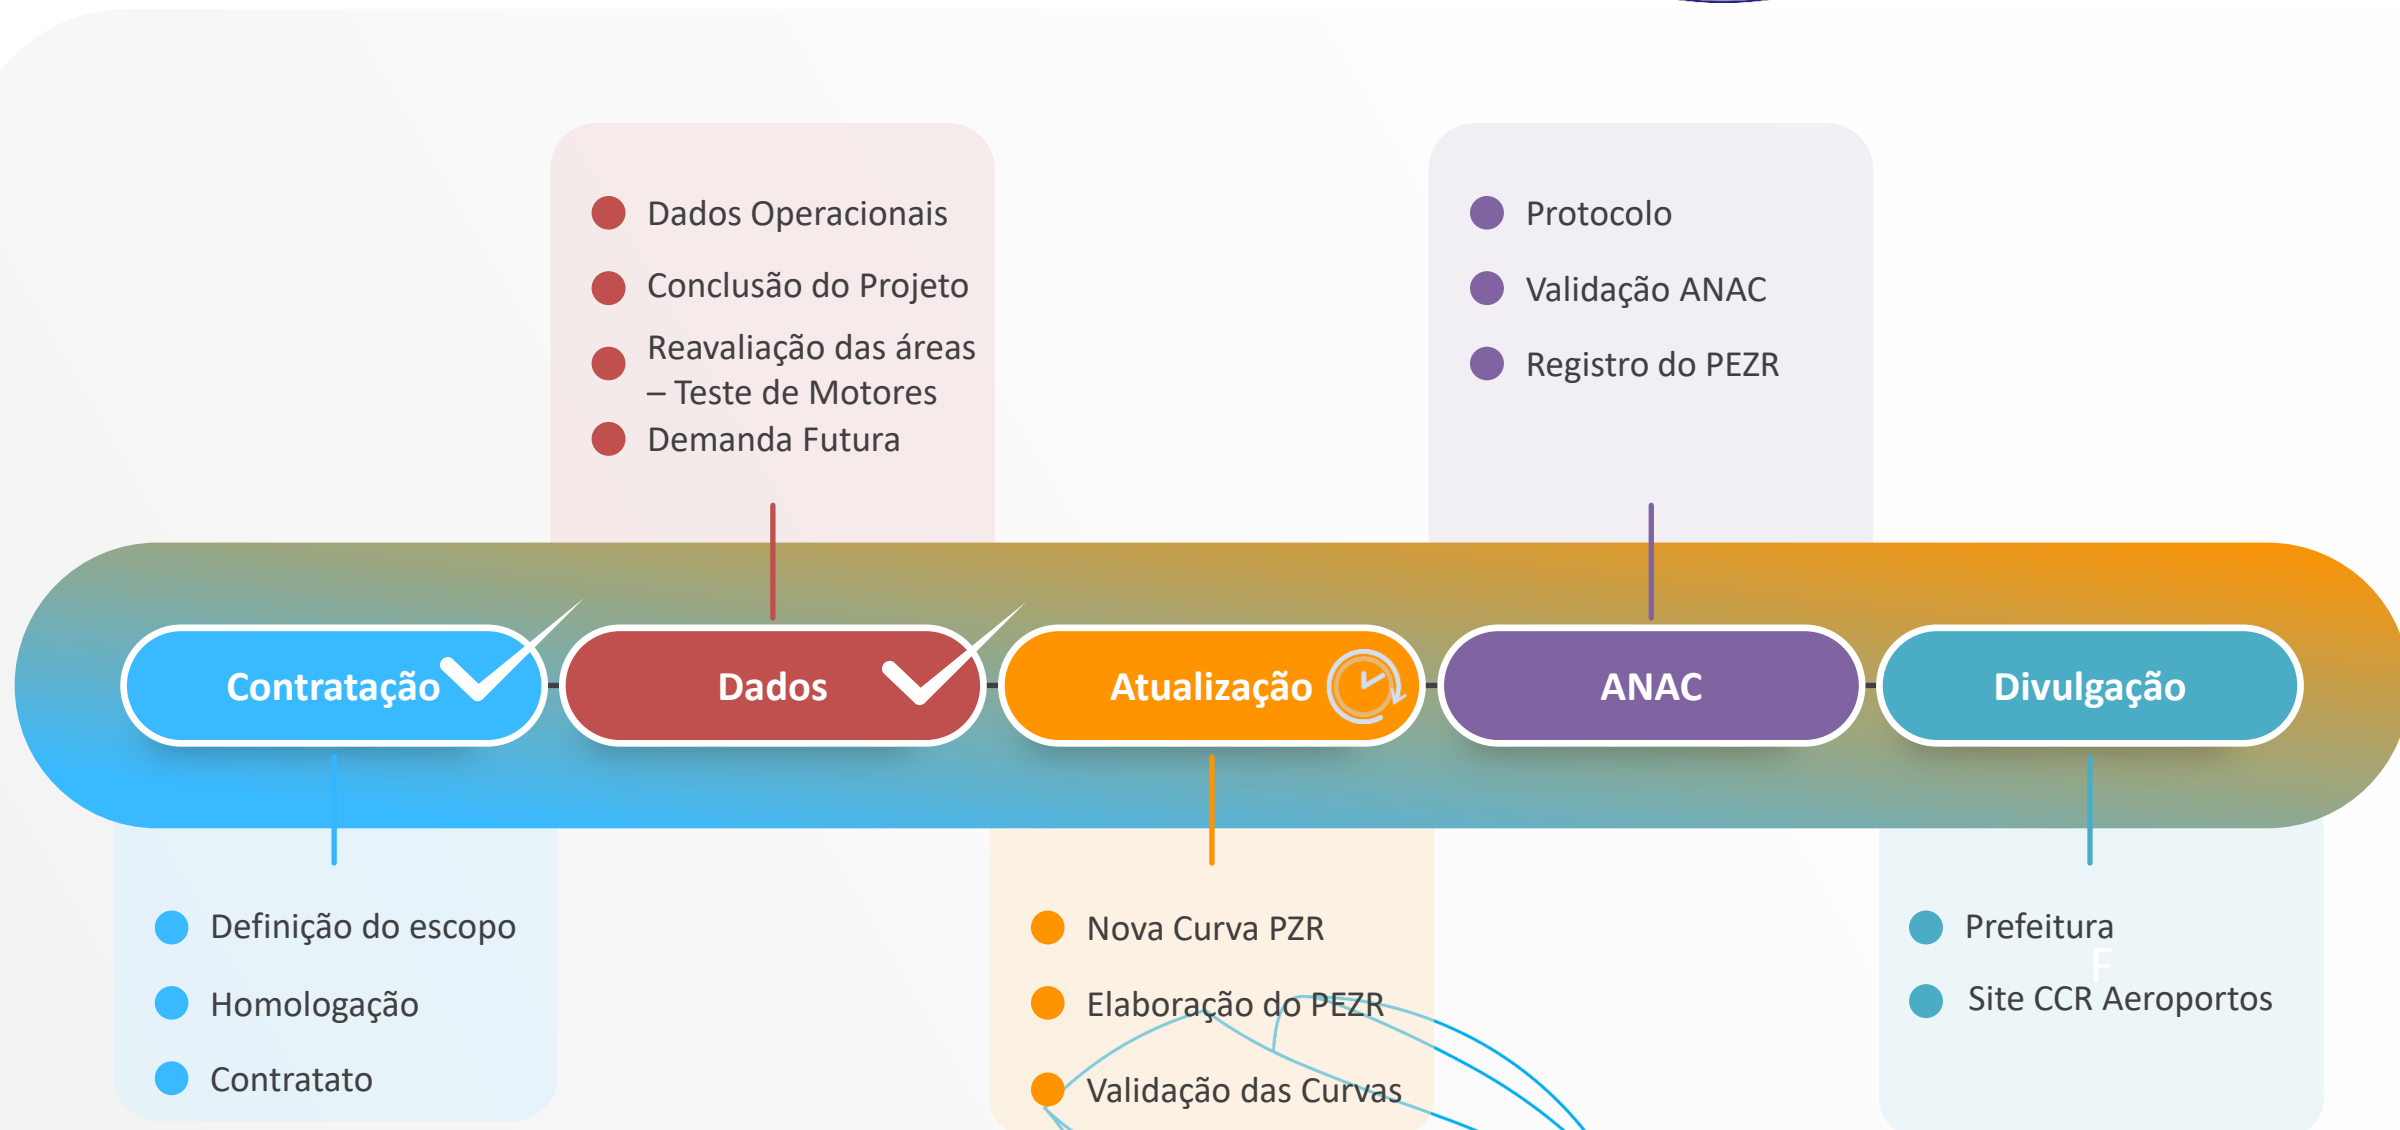 Dados Operacionais
Conclusão do Projeto
Reavaliação das áreas
– Teste de Motores
Demanda Futura
Protocolo
Validação ANAC
Registro do PEZR
Contratação
Dados
Atualização
ANAC
Divulgação
Definição do escopo
Homologação
Contratato
Nova Curva PZR
Elaboração do PEZR
Validação das Curvas
Prefeitura
F
Site CCR Aeroportos